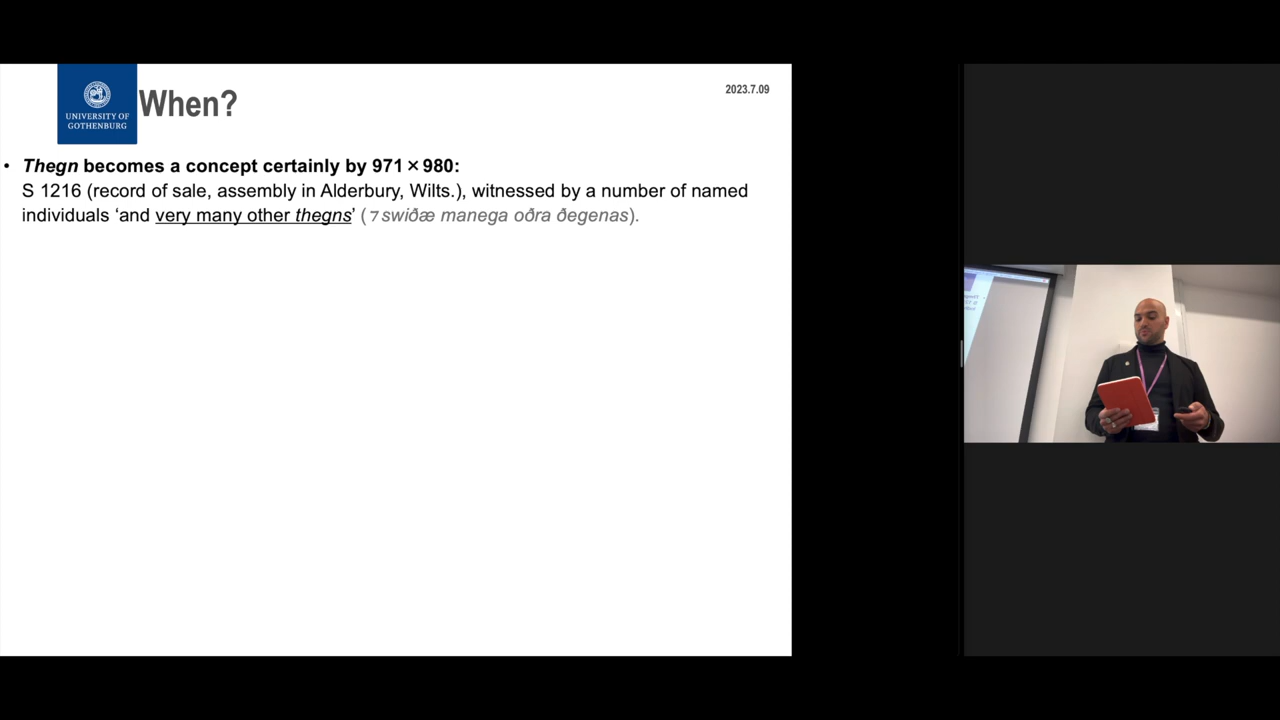 UNIVERSITY OF
GOTHENBURG
When?
2023.7.09
• Thegn becomes a concept certainly by 971×980:
S 1216 (record of sale, assembly in Alderbury, Wilts.), witnessed by a number of named
individuals ‘and very many other thegns’ (⁊swiðæ manega oðra ðegenas).